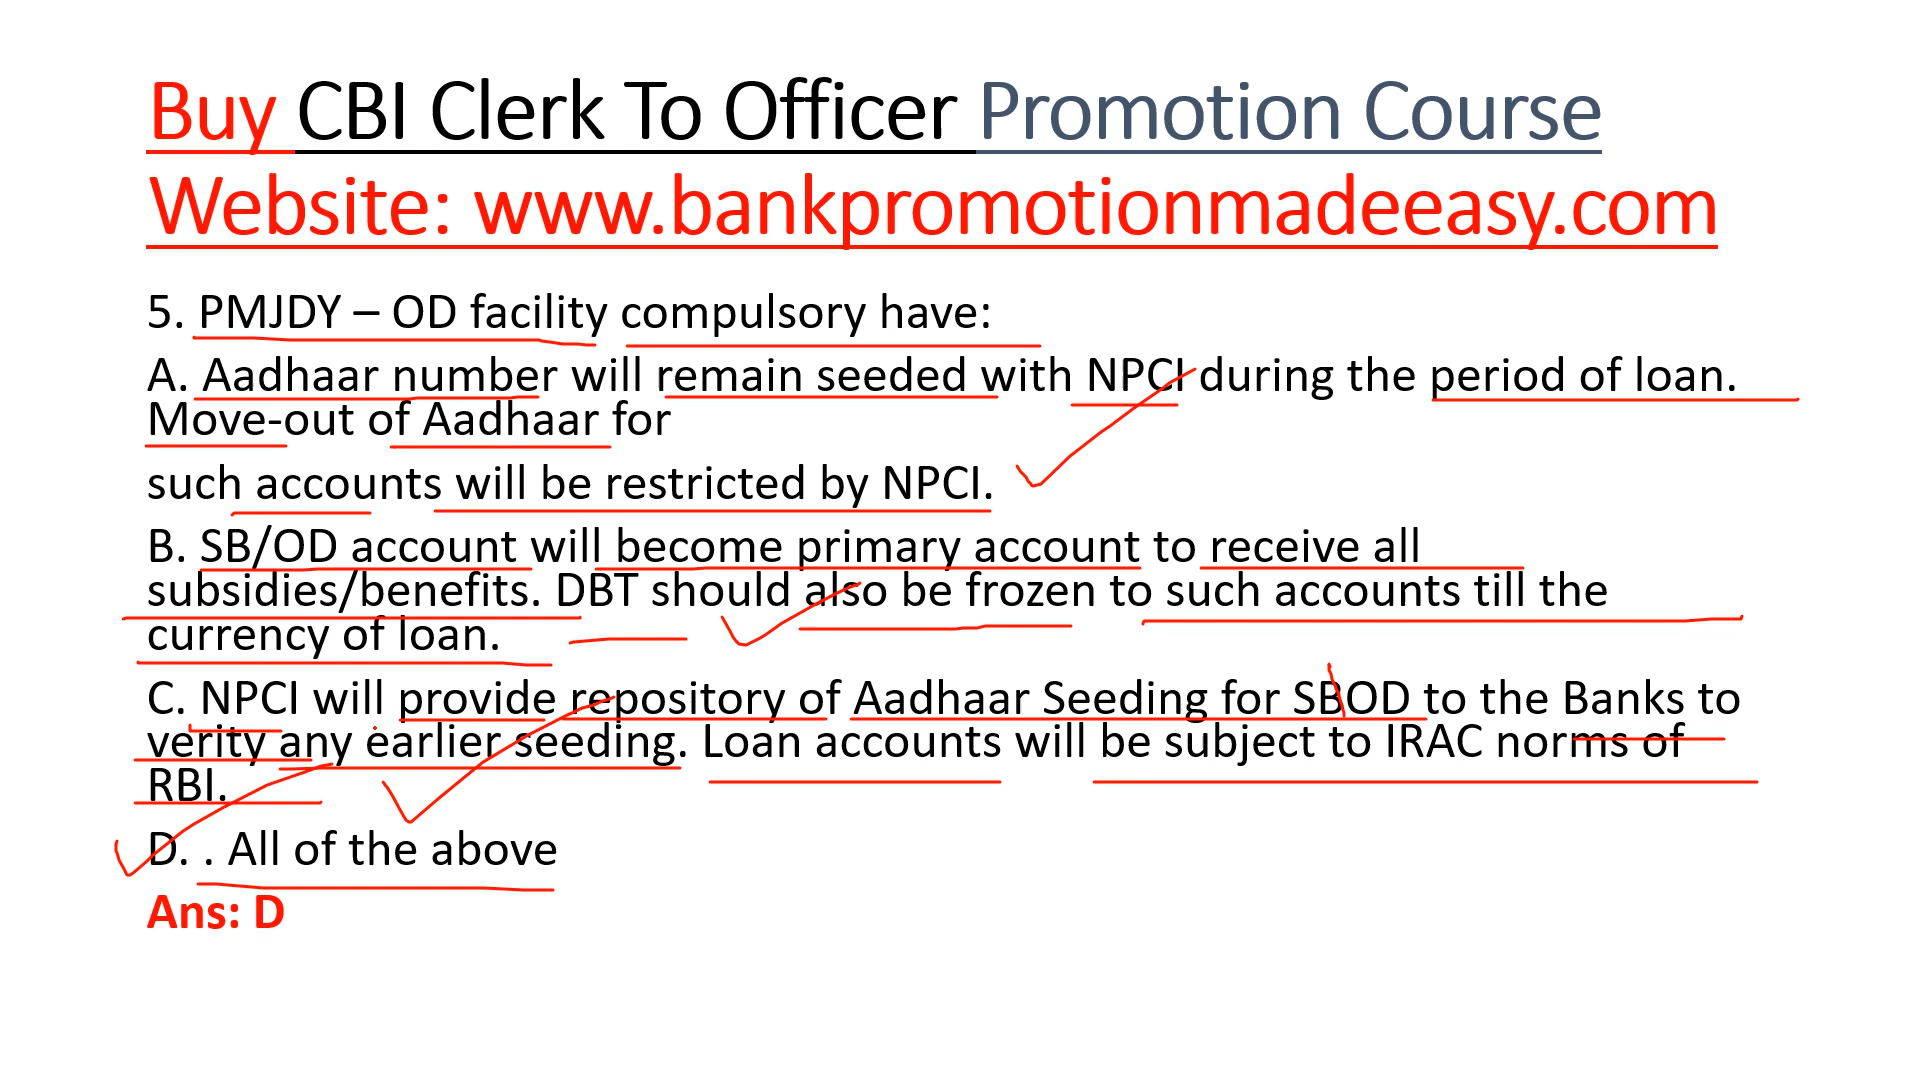 Buy CBI Clerk To Officer Promotion Course
Website: www.bankpromotionmadeeasy.com
5. PMJDY – OD facility compulsory have:
A. Aadhaar number will remain seeded with NPCI during the period of loan.
Move-out of Aadhaar for
such accounts will be restricted by NPCI.
B. SB/OD account will become primary account to receive all
subsidies/benefits. DBT should also be frozen to such accounts till the
currency of loan.
C. NPCI will provide repository of Aadhaar Seeding for SBOD to the Banks to
verity any earlier seeding. Loan accounts will be subject to IRAC norms of
RBI.
D. . All of the above
Ans: D